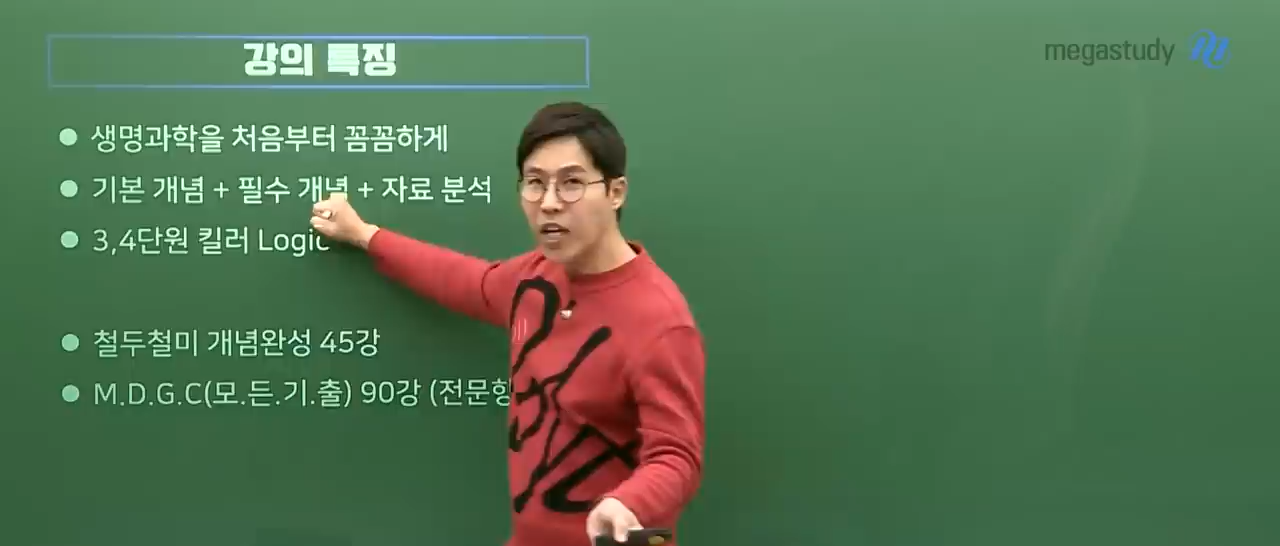 강의 특징
megastudy
생명과학을 처음부터 꼼꼼하게
기본 개념 + 필수 개념 + 자료 분석
3,4단원 킬러 Logic
철두철미 개념완성 45강
M.D.G.C(모.든.기.출) 90강 (전문항